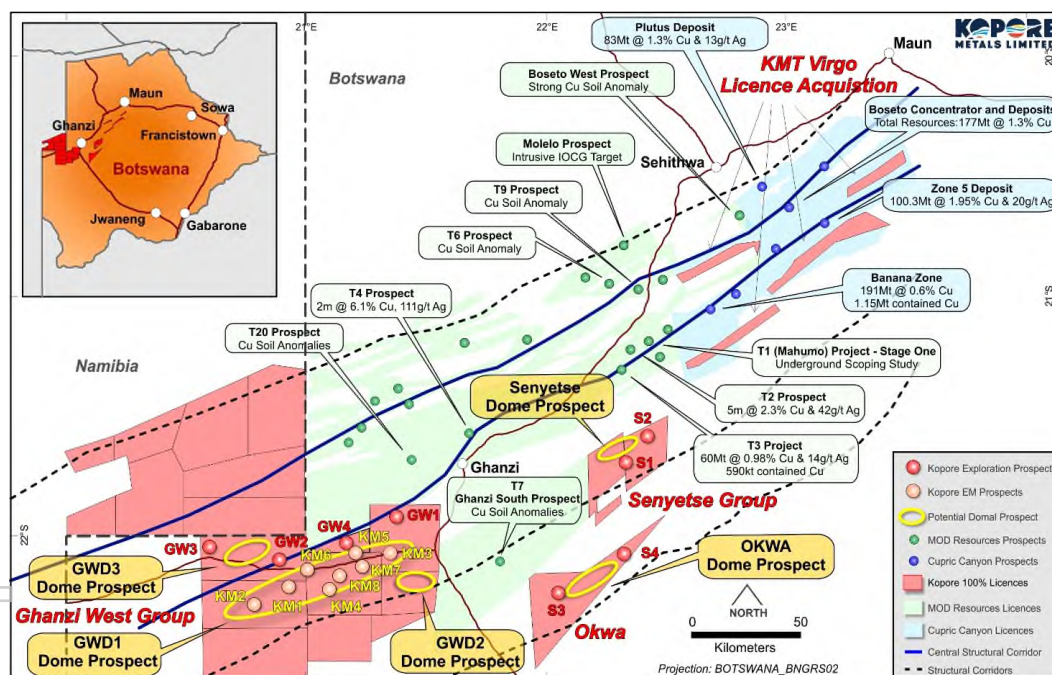 KOPORE
METALS LIMITED
21°E
22°E
23°E
20°S
21°S
22°S
Maun
Sowa
Ghanzi
Francistown
Botswana
Jwaneng
Gabarone
Botswana
Namibia
Plutus Deposit
83Mt @ 1.3% Cu & 13g/t Ag
KMT Virgo
Licence Acquistion
Maun
Boseto West Prospect
Strong Cu Soil Anomaly
Boseto Concentrator and Deposits
Total Resources:177Mt @ 1.3% Cu
Molelo Prospect
Intrusive IOCG Target
Sehithwa
T9 Prospect
Cu Soil Anomaly
Zone 5 Deposit
100.3Mt @ 1.95% Cu & 20g/t Ag
T6 Prospect
Cu Soil Anomaly
Banana Zone
191Mt @ 0.6% Cu
1.15Mt contained Cu
T4 Prospect
2m @ 6.1% Cu, 111g/t Ag
T20 Prospect
Cu Soil Anomalies
T1 (Mahumo) Project - Stage One
Underground Scoping Study
Senyetse
Dome Prospect
T2 Prospect
5m @ 2.3% Cu & 42g/t Ag
S2
S1
T3 Project
60Mt @ 0.98% Cu & 14g/t Ag
590kt contained Cu
Ghanzi
T7
Ghanzi South Prospect
Cu Soil Anomalies
Senyetse Group
GW1
GW4
GW3
GW2
KM5
KM6
KM3
KM7
KM8
KM2
KM1
KM4
S4
S3
OKWA
Dome Prospect
Okwa
GWD3
Dome Prospect
Ghanzi West Group
GWD1
Dome Prospect
GWD2
Dome Prospect
NORTH
0
50
Kilometers
Projection: BOTSWANA_BNGRS02
Kopore Exploration Prospect
Kopore EM Prospects
Potential Domal Prospect
MOD Resources Prospects
Cupric Canyon Prospects
Kopore 100% Licences
MOD Resources Licences
Cupric Canyon Licences
Central Structural Corridor
Structural Corridors